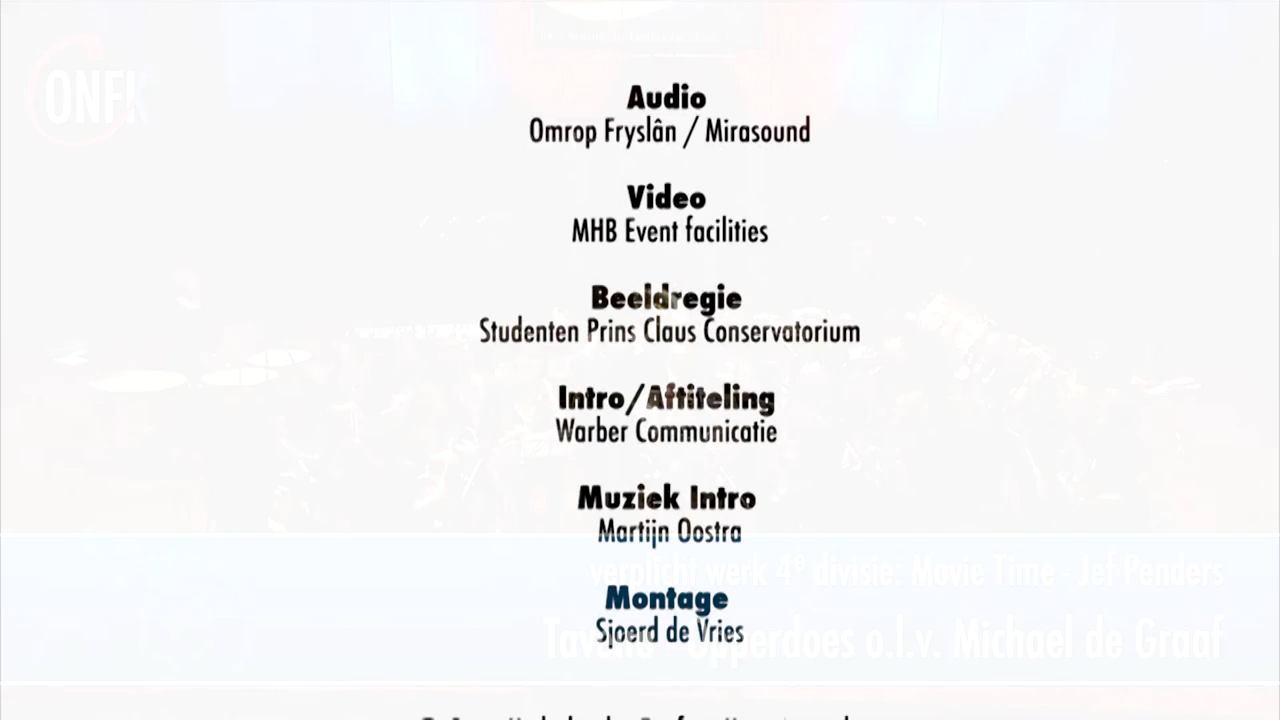 ONFK
Audio
Omrop Fryslân / Mirasound
Video
MHB Event facilities
Beeldregie
Studenten Prins Claus Conservatorium
Intro/Aftiteling
Warber Communicatie
Muziek Intro
Martijn Oostra
verplicht werk 4e divisie: Movie Time - Jef Penders
Montage
Sjoerd de Vries
Opperdoes o.l.v. Michael de Graaf